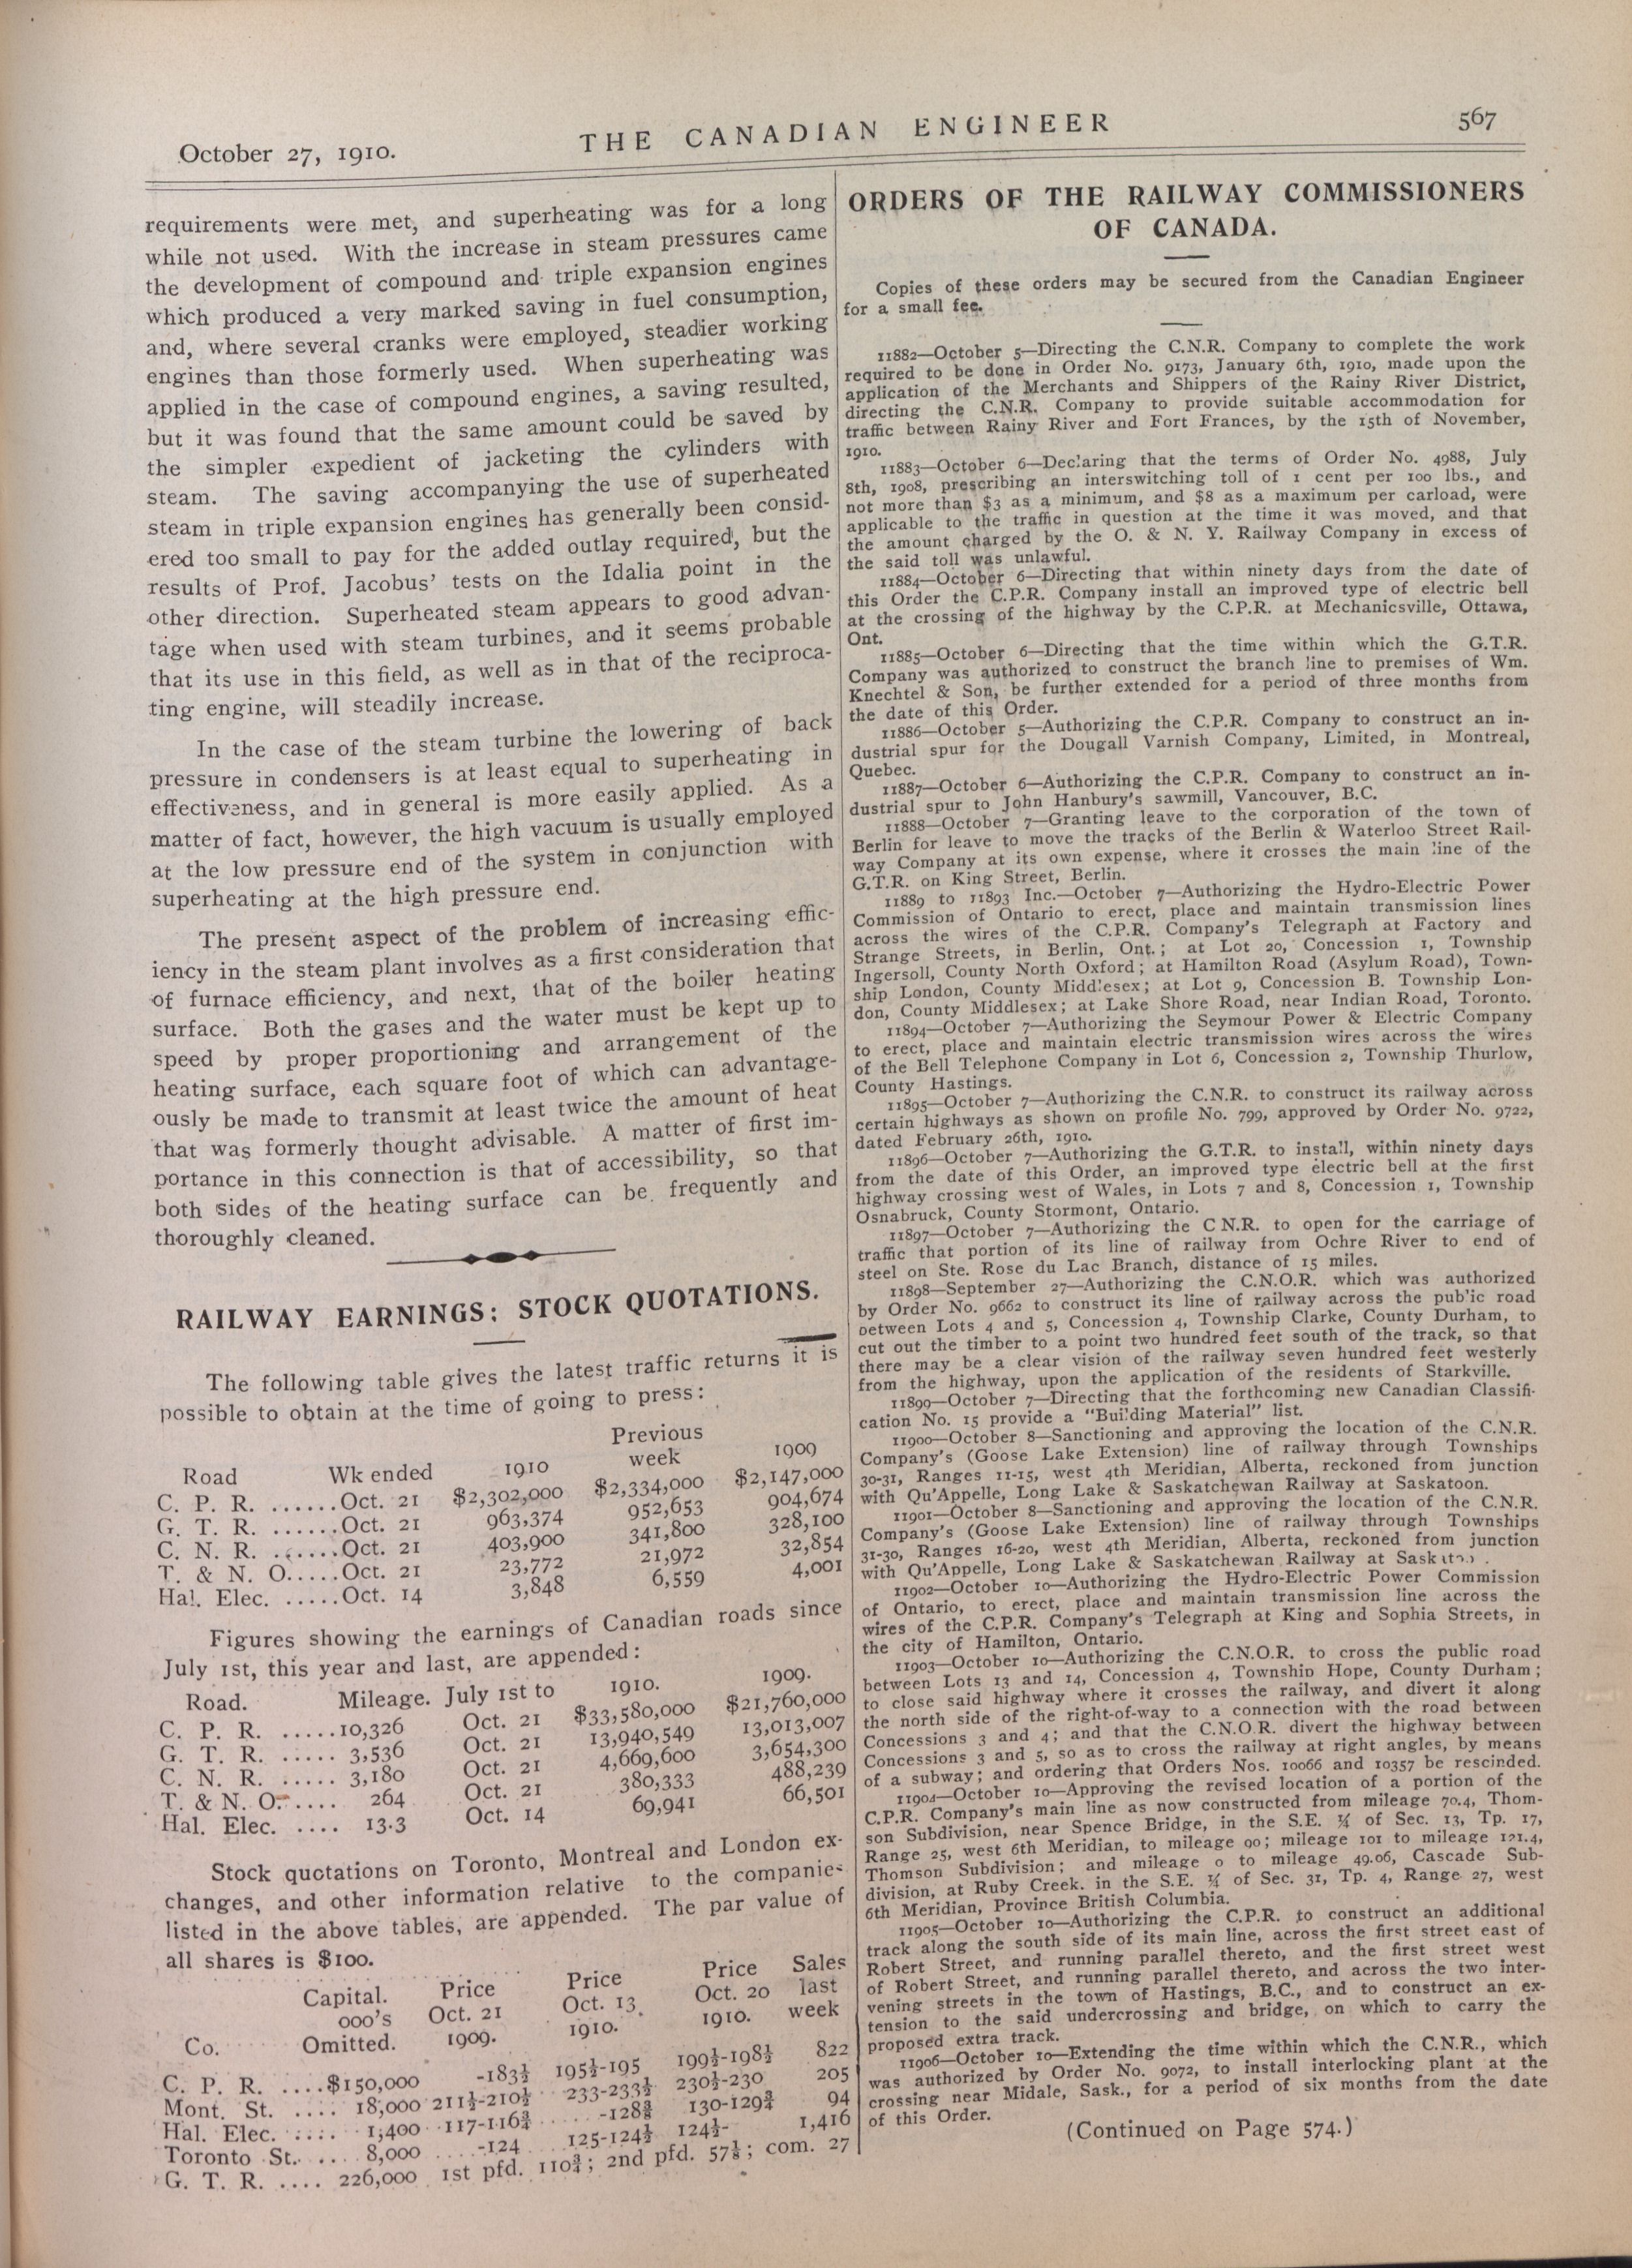 October 27, 1910.
THE CANADIAN ENGINEER
567
requirements were met, and superheating was for a long
while not used. With the increase in steam pressures came
the development of compound and triple expansion engines
which produced a very marked saving in fuel consumption,
and, where several cranks were employed, steadier working
engines than those formerly used. When superheating was
applied in the case of compound engines, a saving resulted,
but it was found that the same amount could be saved by
the simpler expedient of jacketing the cylinders with
steam. The saving accompanying the use of superheated
steam in triple expansion engines has generally been consid-
ered too small to pay for the added outlay required, but the
results of Prof. Jacobus' tests on the Idalia point in the
other direction. Superheated steam appears to good advan-
tage when used with steam turbines, and it seems probable
that its use in this field, as well as in that of the reciproca-
ting engine, will steadily increase.
In the case of the steam turbine the lowering of back
pressure in condensers is at least equal to superheating in
effectiveness, and in general is more easily applied. As a
matter of fact, however, the high vacuum is usually employed
at the low pressure end of the system in conjunction with
superheating at the high pressure end.
The present aspect of the problem of increasing effic-
iency in the steam plant involves as a first consideration that
of furnace efficiency, and next, that of the boiler heating
surface. Both the gases and the water must be kept up to
speed by proper proportioning and arrangement of the
heating surface, each square foot of which can advantage-
ously be made to transmit at least twice the amount of heat
that was formerly thought advisable. A matter of first im-
portance in this connection is that of accessibility, so that
both sides of the heating surface can be frequently and
thoroughly cleaned.
RAILWAY EARNINGS; STOCK QUOTATIONS.
The following table gives the latest traffic returns it is
possible to obtain at the time of going to press:
Previous
Road Wk ended 1910 week 1909
C. P. R. ......Oct. 21 $2,302,000 $2,334,000 $2,147,000
G. T. R. ......Oct. 21 963,374 952,653 904,674
C. N. R. ......Oct. 21 403,900 341,800 328,100
T. & N. O.....Oct. 21 23,772 21,972 32,854
Hal. Elec. .....Oct. 14 3,848 6,559 4,001
Figures showing the earnings of Canadian roads since
July 1st, this year and last, are appended:
Road. Mileage. July 1st to 1910. 1909.
C. P. R. .....10,326 Oct. 21 $33,580,000 $21,760,000
G. T. R. ..... 3,536 Oct. 21 13,940,549 13,013,007
C. N. R. ..... 3,180 Oct. 21 4,669,600 3,654,300
T. & N. O..... 264 Oct. 21 380,333 488,239
Hal. Elec. .... 13.3 Oct. 14 69,941 66,501
Stock quotations on Toronto, Montreal and London ex-
changes, and other information relative to the companies
listed in the above tables, are appended. The par value of
all shares is $100.
Capital. Price Price Price Sales
000's Oct. 21 Oct. 13 Oct. 20 last
Co. Omitted. 1909. 1910. 1910. week
C. P. R. ....$150,000 -183½ 195½-195 199½-198½ 822
Mont. St. .... 18,000 211½-210½ 233-233½ 230½-230 205
Hal. Elec. .... 1,400 117-116¾ -128¾ 130-129¾ 94
Toronto St. .... 8,000 -124 125-124½ 124½- 1,416
G. T. R. .... 226,000 1st pfd. 110¾; 2nd pfd. 57⅛; com. 27
ORDERS OF THE RAILWAY COMMISSIONERS
OF CANADA.
Copies of these orders may be secured from the Canadian Engineer
for a small fee.
11882—October 5—Directing the C.N.R. Company to complete the work
required to be done in Order No. 9173, January 6th, 1910, made upon the
application of the Merchants and Shippers of the Rainy River District,
directing the C.N.R. Company to provide suitable accommodation for
traffic between Rainy River and Fort Frances, by the 15th of November,
1910.
11883—October 6—Declaring that the terms of Order No. 4988, July
8th, 1908, prescribing an interswitching toll of 1 cent per 100 lbs., and
not more than $3 as a minimum, and $8 as a maximum per carload, were
applicable to the traffic in question at the time it was moved, and that
the amount charged by the O. & N. Y. Railway Company in excess of
the said toll was unlawful.
11884—October 6—Directing that within ninety days from the date of
this Order the C.P.R. Company install an improved type of electric bell
at the crossing of the highway by the C.P.R. at Mechanicsville, Ottawa,
Ont.
11885—October 6—Directing that the time within which the G.T.R.
Company was authorized to construct the branch line to premises of Wm.
Knechtel & Son, be further extended for a period of three months from
the date of this Order.
11886—October 5—Authorizing the C.P.R. Company to construct an in-
dustrial spur for the Dougall Varnish Company, Limited, in Montreal,
Quebec.
11887—October 6—Authorizing the C.P.R. Company to construct an in-
dustrial spur to John Hanbury's sawmill, Vancouver, B.C.
11888—October 7—Granting leave to the corporation of the town of
Berlin for leave to move the tracks of the Berlin & Waterloo Street Rail-
way Company at its own expense, where it crosses the main line of the
G.T.R. on King Street, Berlin.
11889 to 11893 Inc.—October 7—Authorizing the Hydro-Electric Power
Commission of Ontario to erect, place and maintain transmission lines
across the wires of the C.P.R. Company's Telegraph at Factory and
Strange Streets, in Berlin, Ont.; at Lot 20, Concession 1, Township
Ingersoll, County North Oxford; at Hamilton Road (Asylum Road), Town-
ship London, County Middlesex; at Lot 9, Concession B. Township Lon-
don, County Middlesex; at Lake Shore Road, near Indian Road, Toronto.
11894—October 7—Authorizing the Seymour Power & Electric Company
to erect, place and maintain electric transmission wires across the wires
of the Bell Telephone Company in Lot 6, Concession 2, Township Thurlow,
County Hastings.
11895—October 7—Authorizing the C.N.R. to construct its railway across
certain highways as shown on profile No. 799, approved by Order No. 9722,
dated February 26th, 1910.
11896—October 7—Authorizing the G.T.R. to install, within ninety days
from the date of this Order, an improved type electric bell at the first
highway crossing west of Wales, in Lots 7 and 8, Concession 1, Township
Osnabruck, County Stormont, Ontario.
11897—October 7—Authorizing the C N.R. to open for the carriage of
traffic that portion of its line of railway from Ochre River to end of
steel on Ste. Rose du Lac Branch, distance of 15 miles.
11898—September 27—Authorizing the C.N.O.R. which was authorized
by Order No. 9662 to construct its line of railway across the public road
between Lots 4 and 5, Concession 4, Township Clarke, County Durham, to
cut out the timber to a point two hundred feet south of the track, so that
there may be a clear vision of the railway seven hundred feet westerly
from the highway, upon the application of the residents of Starkville.
11899—October 7—Directing that the forthcoming new Canadian Classifi-
cation No. 15 provide a "Building Material" list.
11900—October 8—Sanctioning and approving the location of the C.N.R.
Company's (Goose Lake Extension) line of railway through Townships
30-31, Ranges 11-15, west 4th Meridian, Alberta, reckoned from junction
with Qu'Appelle, Long Lake & Saskatchewan Railway at Saskatoon.
11901—October 8—Sanctioning and approving the location of the C.N.R.
Company's (Goose Lake Extension) line of railway through Townships
31-30, Ranges 16-20, west 4th Meridian, Alberta, reckoned from junction
with Qu'Appelle, Long Lake & Saskatchewan Railway at
11902—October 10—Authorizing the Hydro-Electric Power Commission
of Ontario, to erect, place and maintain transmission line across the
wires of the C.P.R. Company's Telegraph at King and Sophia Streets, in
the city of Hamilton, Ontario.
11903—October 10—Authorizing the C.N.O.R. to cross the public road
between Lots 13 and 14, Concession 4, Township Hope, County Durham;
to close said highway where it crosses the railway, and divert it along
the north side of the right-of-way to a connection with the road between
Concessions 3 and 4; and that the C.N.O.R. divert the highway between
Concessions 3 and 5, so as to cross the railway at right angles, by means
of a subway; and ordering that Orders Nos. 10066 and 10357 be rescinded.
11904—October 10—Approving the revised location of a portion of the
C.P.R. Company's main line as now constructed from mileage 70.4, Thom-
son Subdivision, near Spence Bridge, in the S.E. ¼ of Sec. 13, Tp. 17,
Range 25, west 6th Meridian, to mileage 90; mileage 101 to mileage 121.4,
Thomson Subdivision; and mileage 0 to mileage 49.06, Cascade Sub-
division, at Ruby Creek. in the S.E. ¼ of Sec. 31, Tp. 4, Range 27, west
6th Meridian, Province British Columbia.
11905—October 10—Authorizing the C.P.R. to construct an additional
track along the south side of its main line, across the first street east of
Robert Street, and running parallel thereto, and the first street west
of Robert Street, and running parallel thereto, and across the two inter-
vening streets in the town of Hastings, B.C., and to construct an ex-
tension to the said undercrossing and bridge, on which to carry the
proposed extra track.
11906—October 10—Extending the time within which the C.N.R., which
was authorized by Order No. 9072, to install interlocking plant at the
crossing near Midale, Sask., for a period of six months from the date
of this Order.
(Continued on Page 574.)